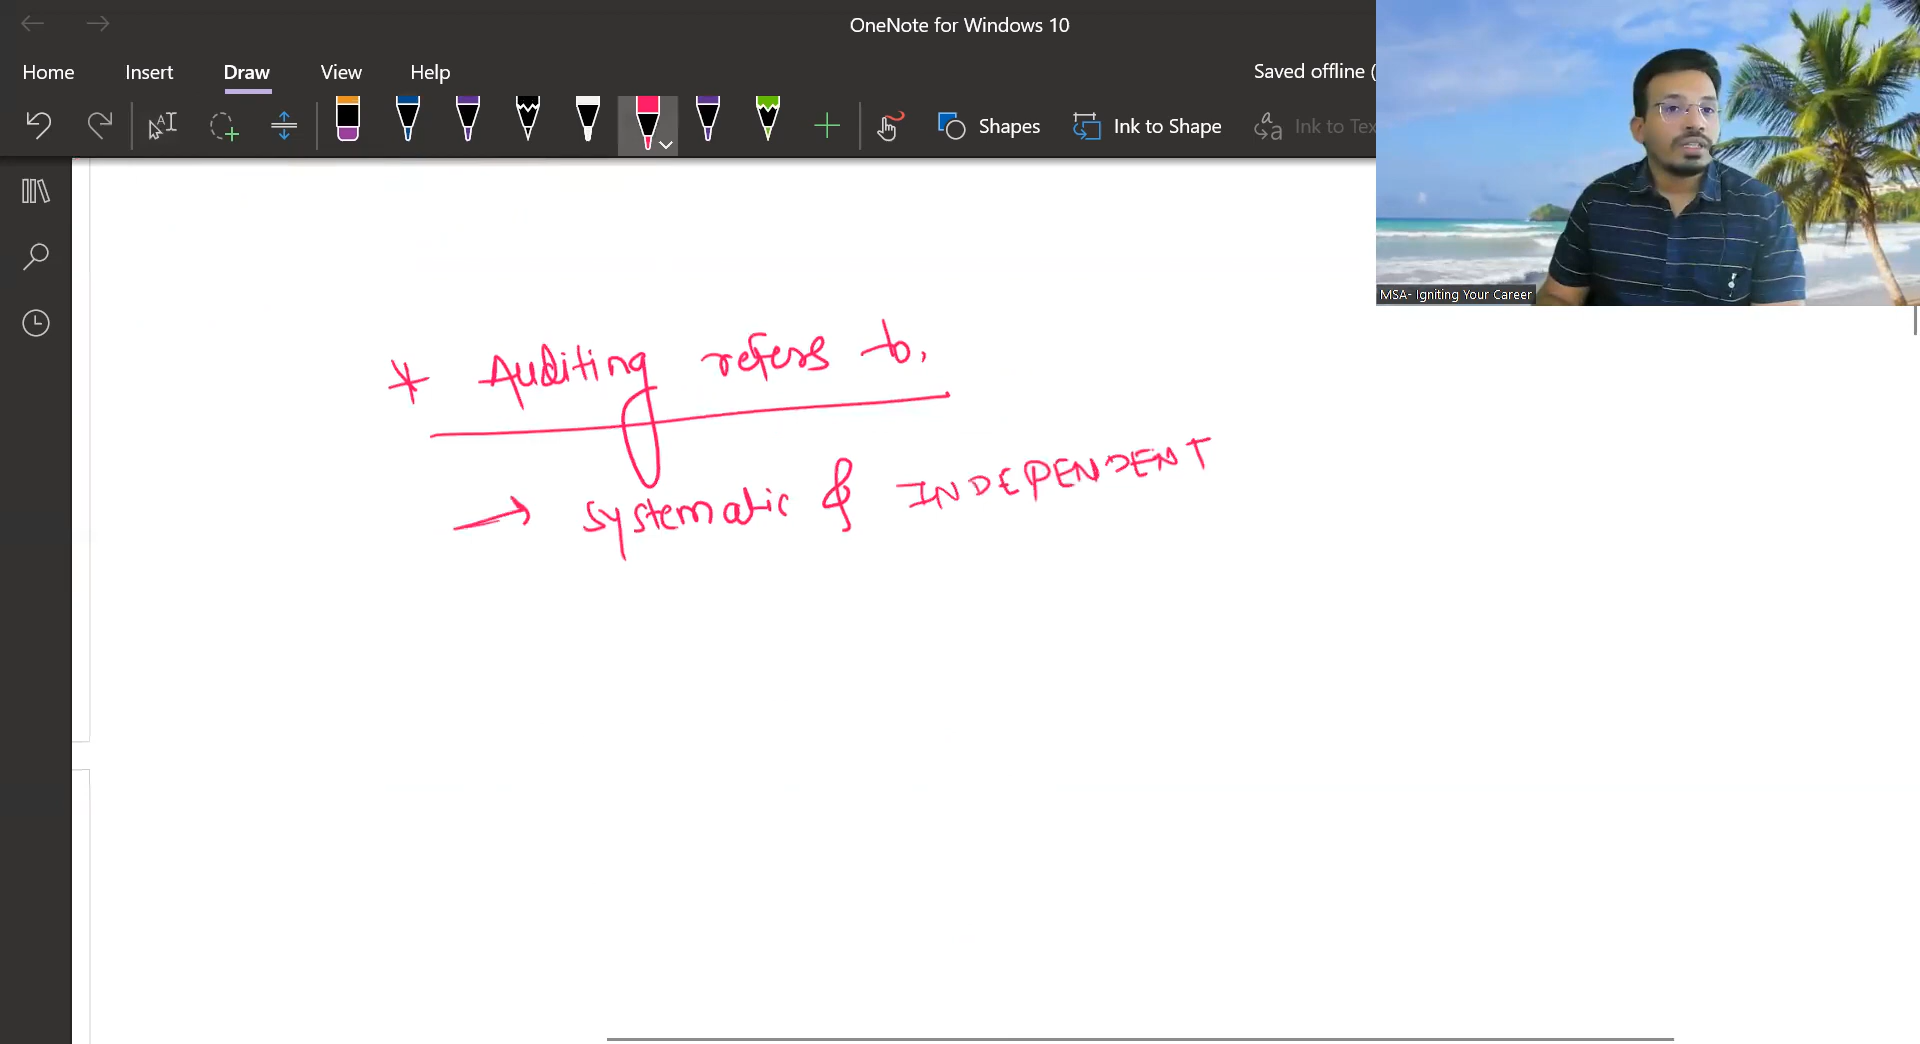 OneNote for Windows 10
Home Insert Draw View Help Saved offline (
Shapes Ink to Shape Ink to Tex
MSA- Igniting Your Career
* Auditing refers to,
→ Systematic & INDEPENDENT